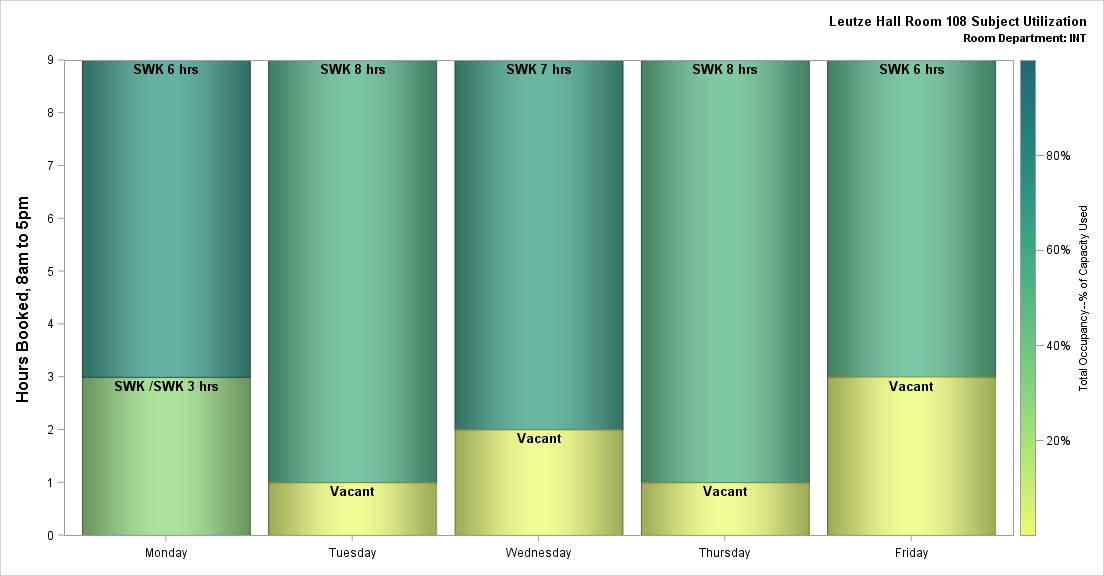 Leutze Hall Room 108 Subject Utilization
Room Department: INT
Hours Booked, 8am to 5pm
9
8
7
6
5
4
3
2
1
0
SWK 6 hrs
SWK /SWK 3 hrs
SWK 8 hrs
Vacant
SWK 7 hrs
Vacant
SWK 8 hrs
Vacant
SWK 6 hrs
Vacant
Monday
Tuesday
Wednesday
Thursday
Friday
80%
60%
40%
20%
Total Occupancy--% of Capacity Used